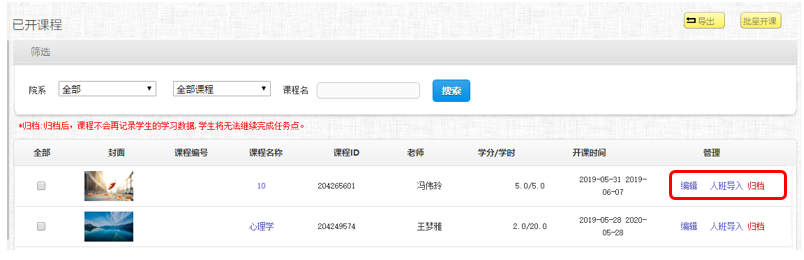 已开课程
导出
批量开课
筛选
院系 全部 全部课程 课程名 搜索
*归档:归档后，课程不会再记录学生的学习数据,学生将无法继续完成任务点。
全部 封面 课程编号 课程名称 课程ID 老师 学分/学时 开课时间 管理
10 204265601 冯伟玲 5.0/5.0 2019-05-31 2019-
06-07
编辑 人班导入 归档
心理学 204249574 王梦雅 2.0/20.0 2019-05-28 2020-
05-28
编辑 人班导入 归档